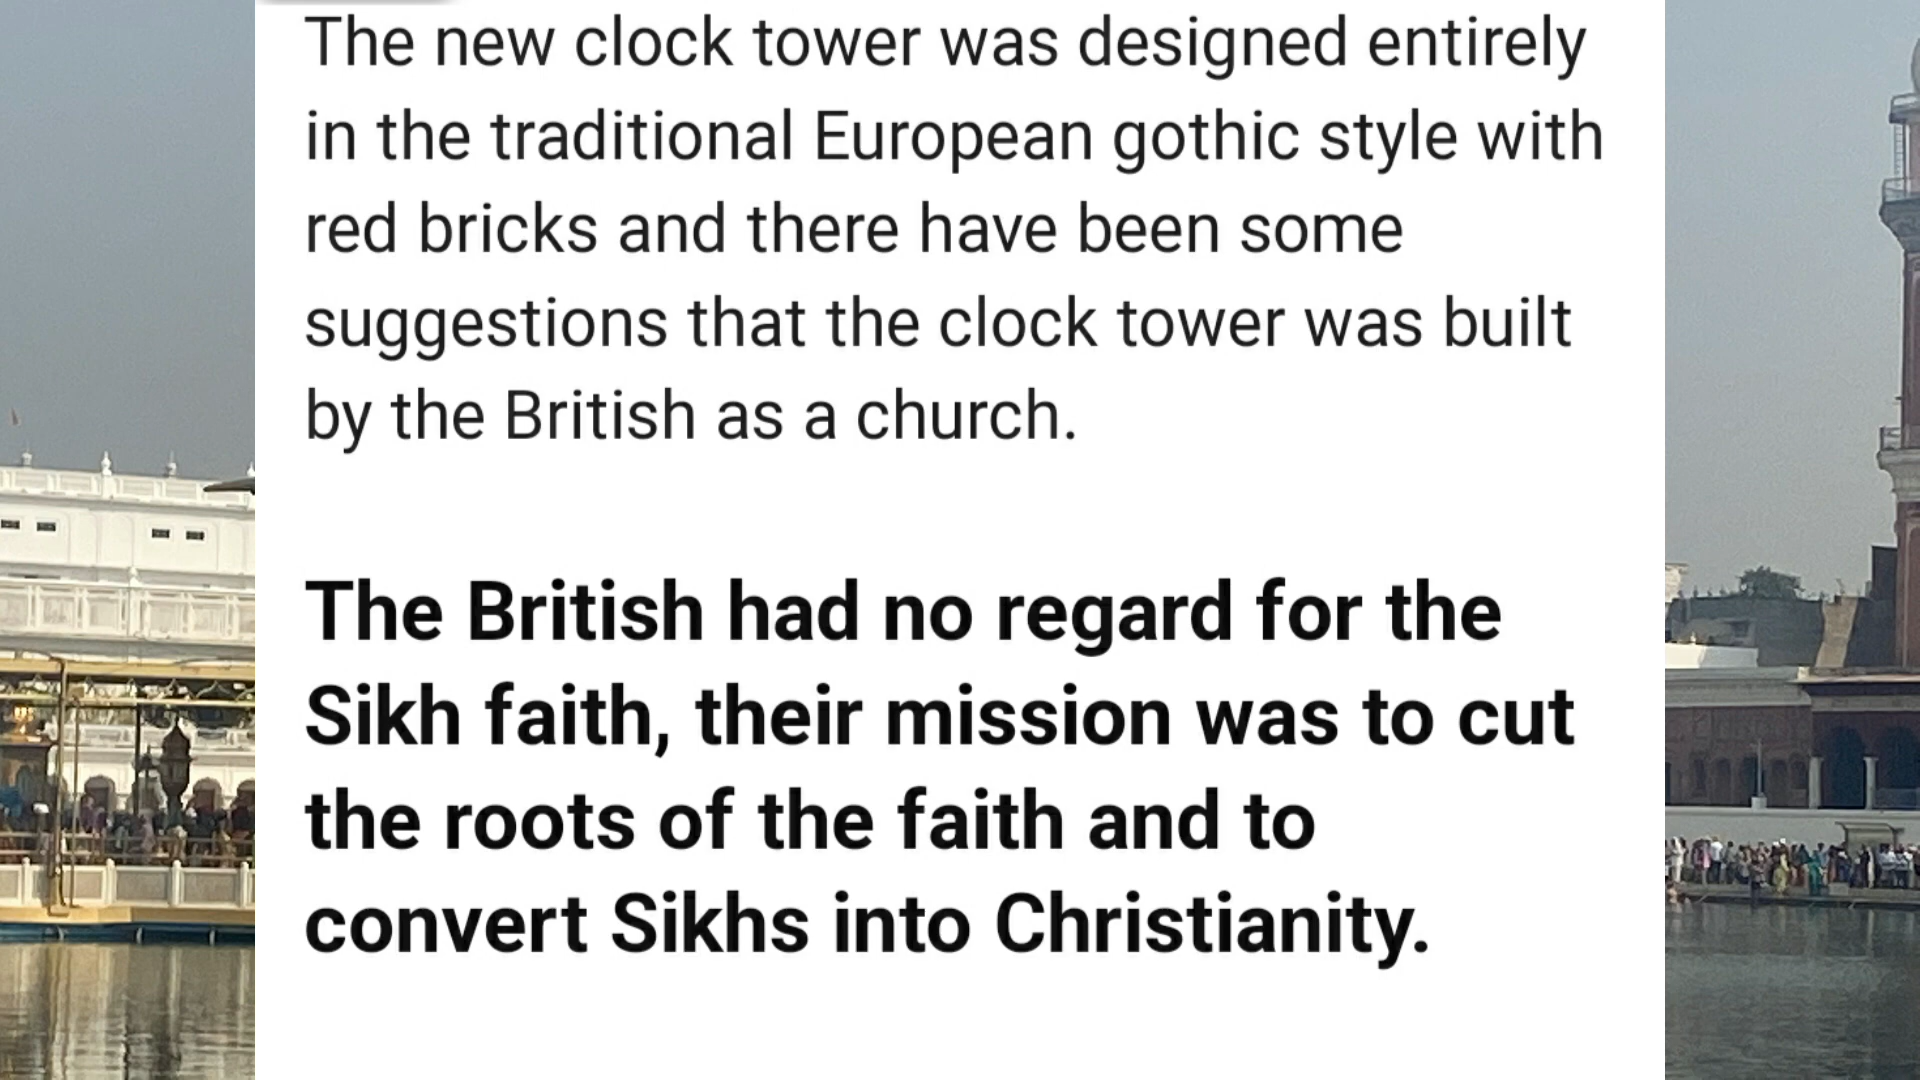 The new clock tower was designed entirely
in the traditional European gothic style with
red bricks and there have been some
suggestions that the clock tower was built
by the British as a church.
The British had no regard for the
Sikh faith, their mission was to cut
the roots of the faith and to
convert Sikhs into Christianity.